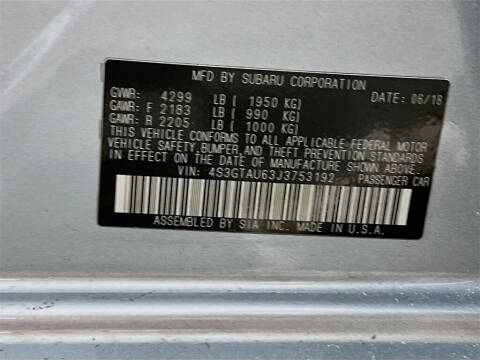 MFD BY SUBARU CORPORATION DATE: 06/18
GVWR: 4299 LB ( 1950 KG)
GAWR: F 2183 LB ( 990 KG)
GAWR: R 2205 LB ( 1000 KG)
THIS VEHICLE CONFORMS TO ALL APPLICABLE FEDERAL MOTOR
VEHICLE SAFETY, BUMPER, AND THEFT PREVENTION STANDARDS
IN EFFECT ON THE DATE OF MANUFACTURE SHOWN ABOVE.
VIN: 4S3GTAU63J3753192 PASSENGER CAR
ASSEMBLED BY SIA INC. MADE IN U.S.A.